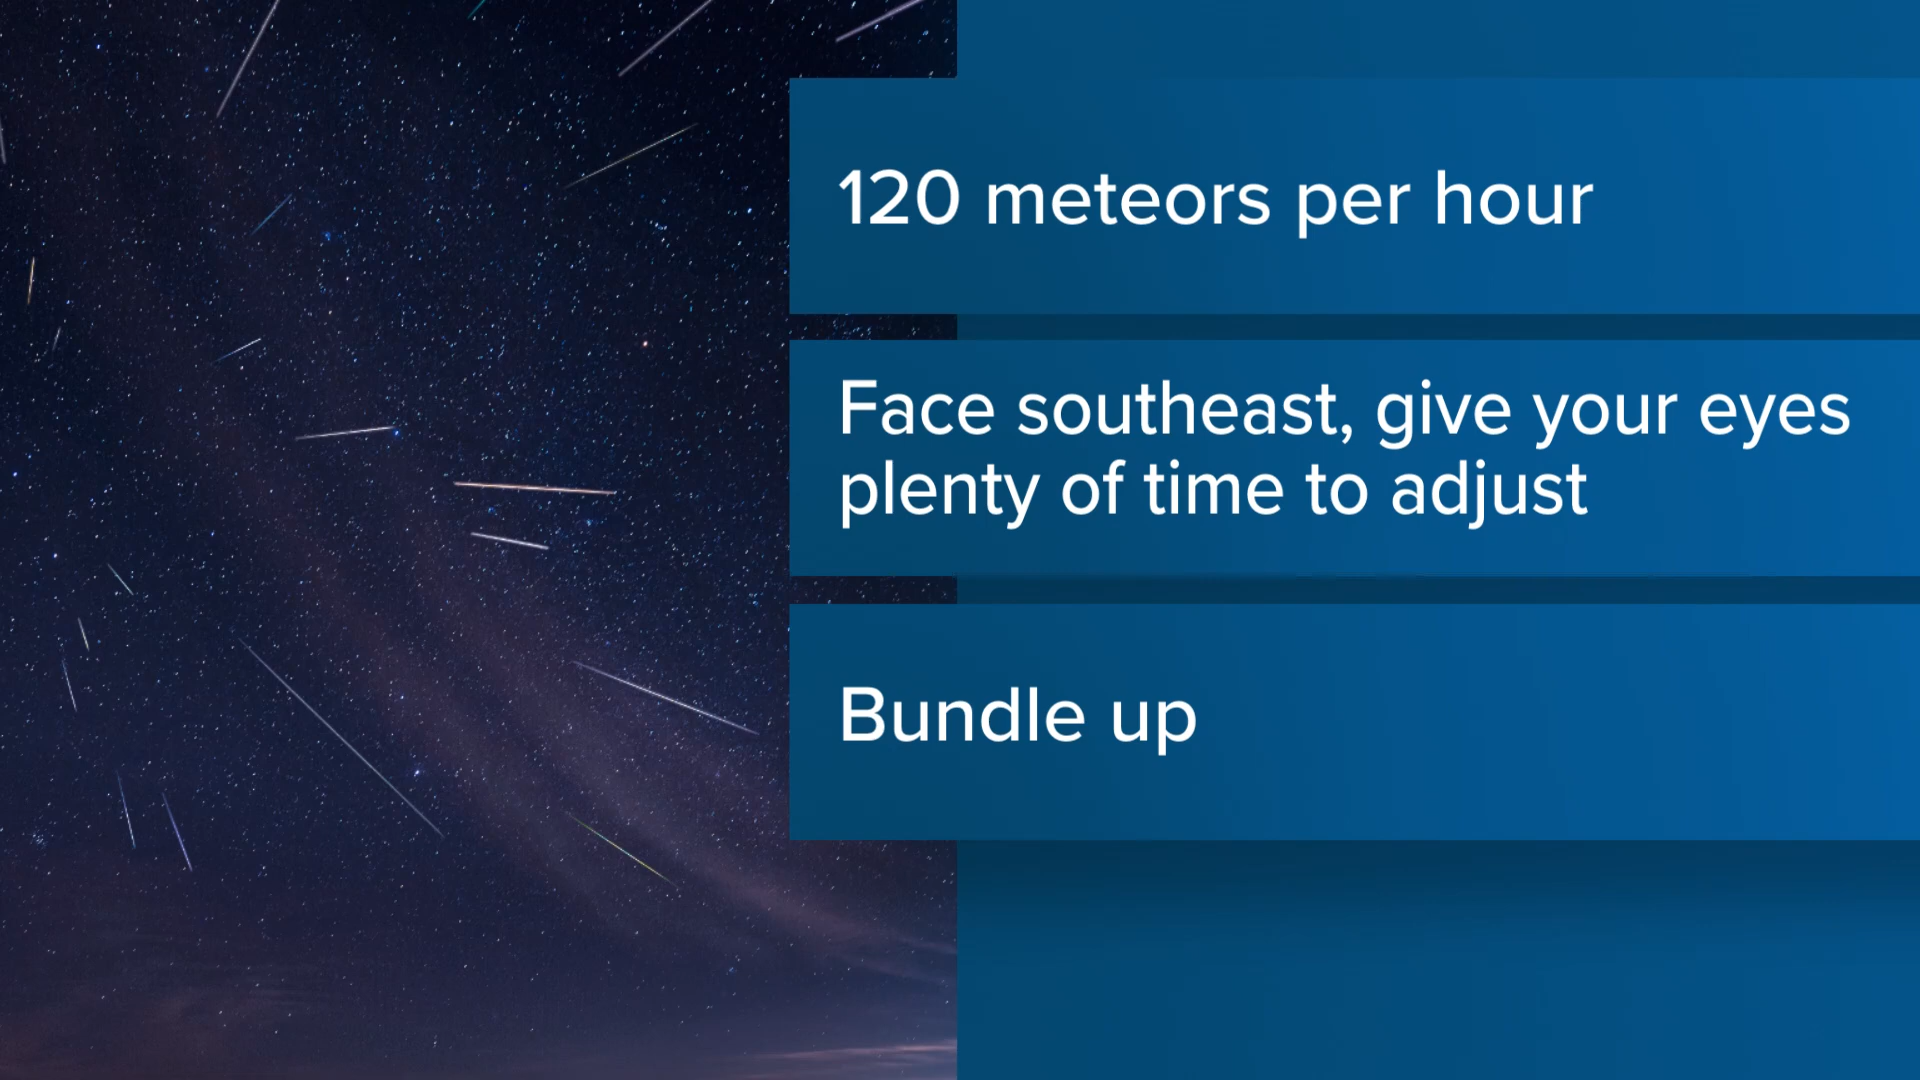 120 meteors per hour
Face southeast, give your eyes
plenty of time to adjust
Bundle up